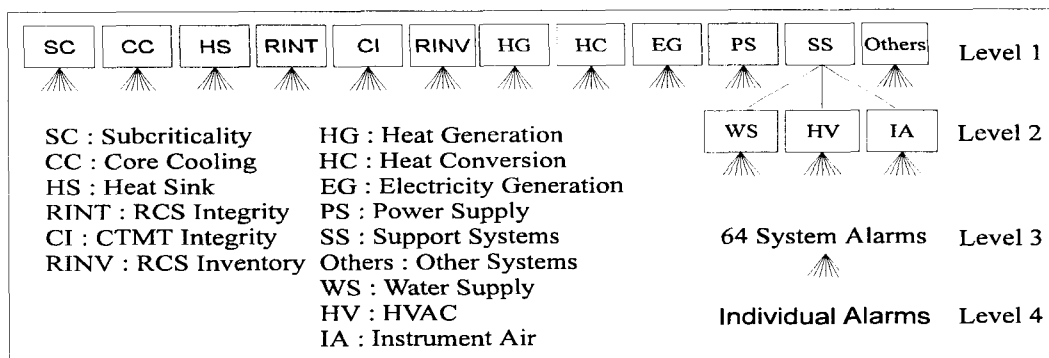 SC CC HS RINT CI RINV HG HC EG PS SS Others Level 1
WS HV IA Level 2
SC : Subcriticality
CC : Core Cooling
HS : Heat Sink
RINT : RCS Integrity
CI : CTMT Integrity
RINV : RCS Inventory
HG : Heat Generation
HC : Heat Conversion
EG : Electricity Generation
PS : Power Supply
SS : Support Systems
Others : Other Systems
WS : Water Supply
HV : HVAC
IA : Instrument Air
64 System Alarms Level 3
Individual Alarms Level 4